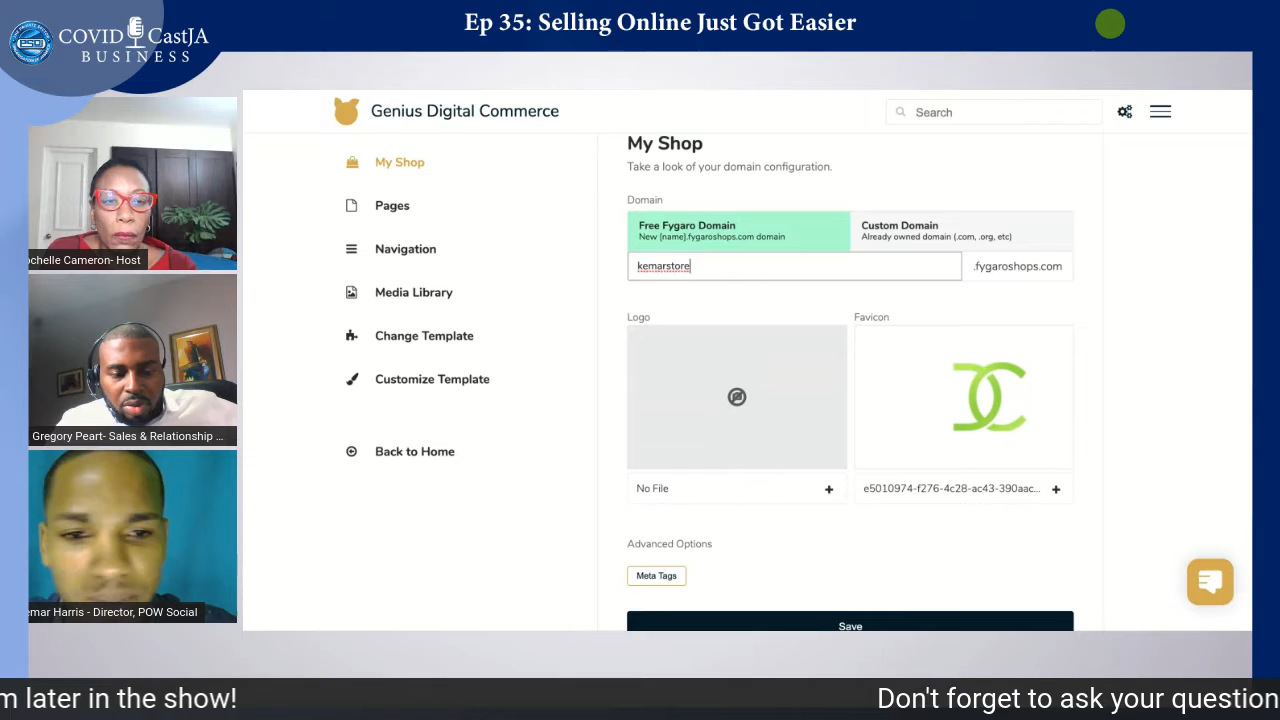 Ep 35: Selling Online Just Got Easier
COVID CastJA
BUSINESS
ESO
Genius Digital Commerce
Search
My Shop
Pages
Navigation
Media Library
Change Template
Customize Template
Back to Home
My Shop
Take a look of your domain configuration.
Domain
Free Fygaro Domain
New [name].fygaroshops.com domain
Custom Domain
Already owned domain (.com, .org, etc)
kemarstore
.fygaroshops.com
Logo
Favicon
No File
e5010974-f276-4c28-ac43-390aac...
Advanced Options
Meta Tags
Save
ochelle Cameron- Host
Gregory Peart- Sales & Relationship ...
emar Harris - Director, POW Social
m later in the show!
Don't forget to ask your question